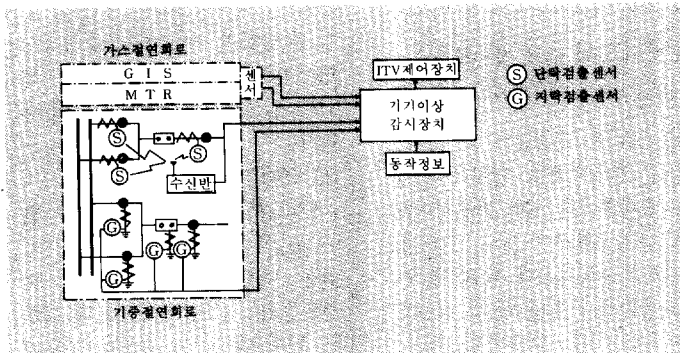 가스절연회로
G I S
M T R
센서
ITV제어장치
기기이상
감시장치
동작정보
Ⓢ 단락검출센서
Ⓖ 지락검출센서
S
S
S
수신반
G
G
G
G
기중절연회로